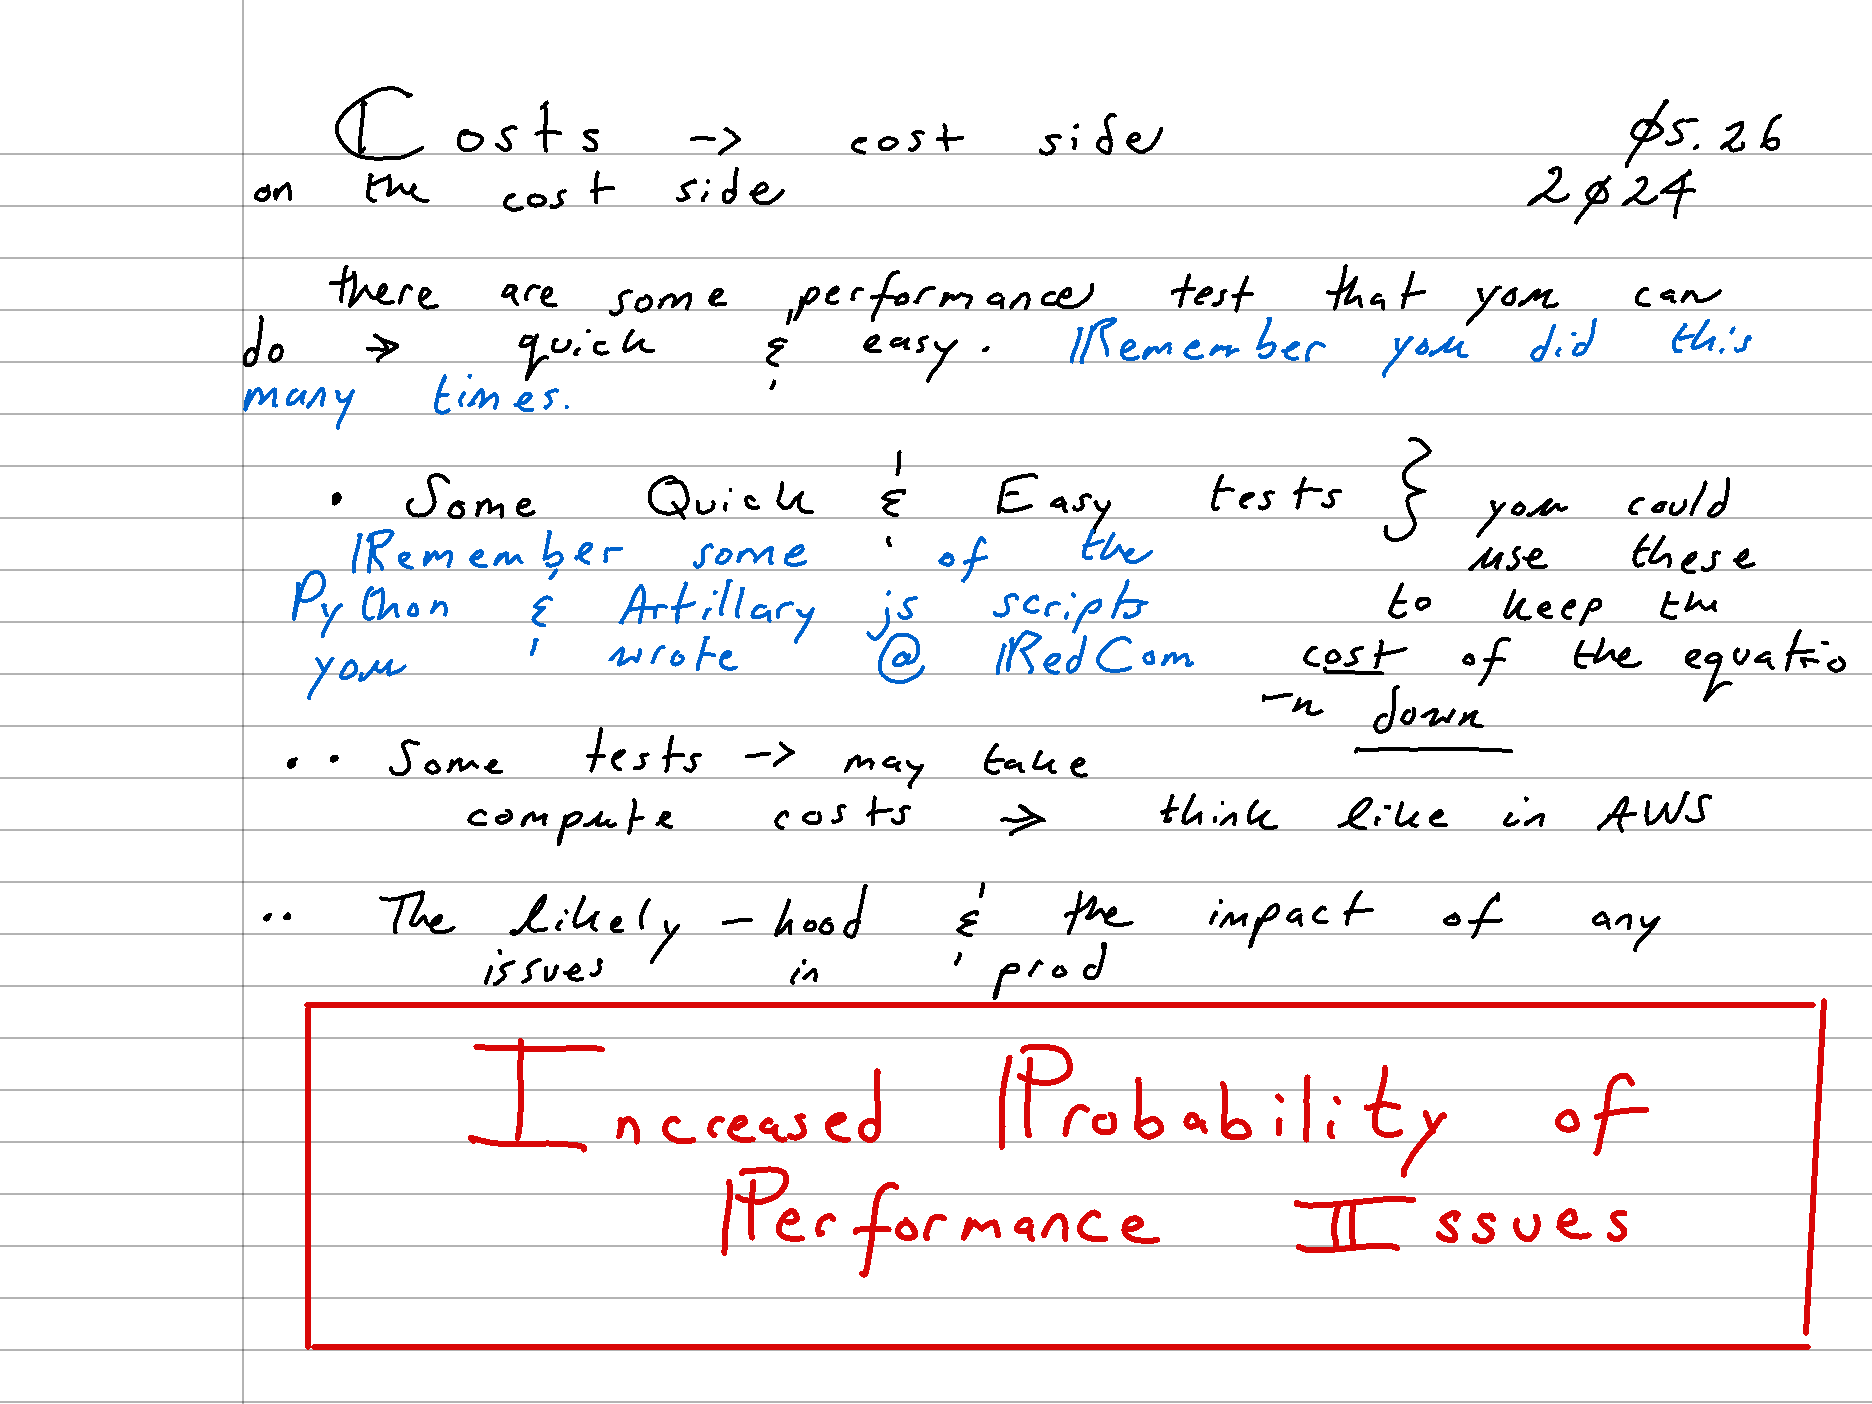 Costs -> cost side 05.26
on the cost side 2024
there are some performance test that you can
do => quick & easy. Remember you did this
many times.
• Some Quick & Easy tests } you could
Remember some of the use these
Python & Artillary js scripts to keep the
you wrote @ RedCom cost of the equatio
-n down
•• Some tests -> may take
compute costs => think like in AWS
•• The likely-hood & the impact of any
issues in prod
Increased Probability of
Performance Issues